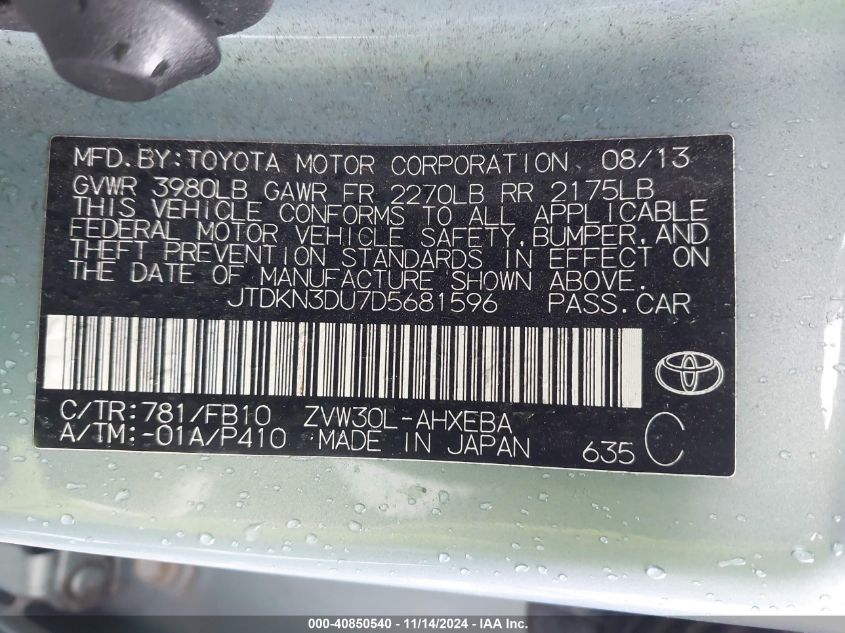 MFD.BY:TOYOTA MOTOR CORPORATION 08/13
GVWR 3980LB GAWR FR 2270LB RR 2175LB
THIS VEHICLE CONFORMS TO ALL APPLICABLE
FEDERAL MOTOR VEHICLE SAFETY,BUMPER,AND
THEFT PREVENTION STANDARDS IN EFFECT ON
THE DATE OF MANUFACTURE SHOWN ABOVE.
JTDKN3DU7D5681596 PASS.CAR
C/TR:781/FB10 ZVW30L-AHXEBA
A/TM:-01A/P410 MADE IN JAPAN 635 C
000-40850540 - 11/14/2024 - IAA Inc.